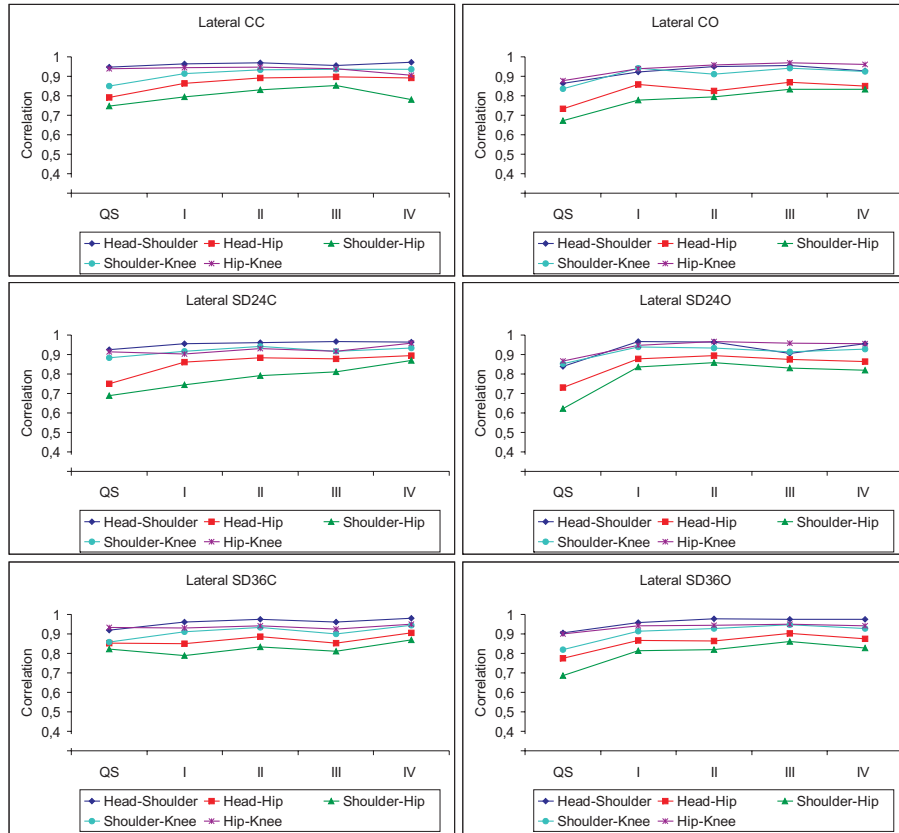 Lateral CC
1
0,9
0,8
0,7
0,6
0,5
0,4
Correlation
QS I II III IV
Head-Shoulder Head-Hip Shoulder-Hip
Shoulder-Knee Hip-Knee
Lateral CO
1
0,9
0,8
0,7
0,6
0,5
0,4
Correlation
QS I II III IV
Head-Shoulder Head-Hip Shoulder-Hip
Shoulder-Knee Hip-Knee
Lateral SD24C
1
0,9
0,8
0,7
0,6
0,5
0,4
Correlation
QS I II III IV
Head-Shoulder Head-Hip Shoulder-Hip
Shoulder-Knee Hip-Knee
Lateral SD24O
1
0,9
0,8
0,7
0,6
0,5
0,4
Correlation
QS I II III IV
Head-Shoulder Head-Hip Shoulder-Hip
Shoulder-Knee Hip-Knee
Lateral SD36C
1
0,9
0,8
0,7
0,6
0,5
0,4
Correlation
QS I II III IV
Head-Shoulder Head-Hip Shoulder-Hip
Shoulder-Knee Hip-Knee
Lateral SD36O
1
0,9
0,8
0,7
0,6
0,5
0,4
Correlation
QS I II III IV
Head-Shoulder Head-Hip Shoulder-Hip
Shoulder-Knee Hip-Knee